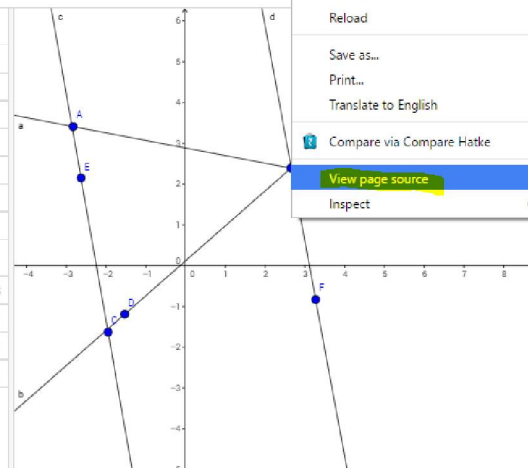 c
d
a
b
A
E
C
D
F
6
5
4
3
2
1
0
-1
-2
-3
-4
-5
-4
-3
-2
-1
0
1
2
3
4
5
6
7
8
Reload
Save as...
Print...
Translate to English
Compare via Compare Hatke
View page source
Inspect